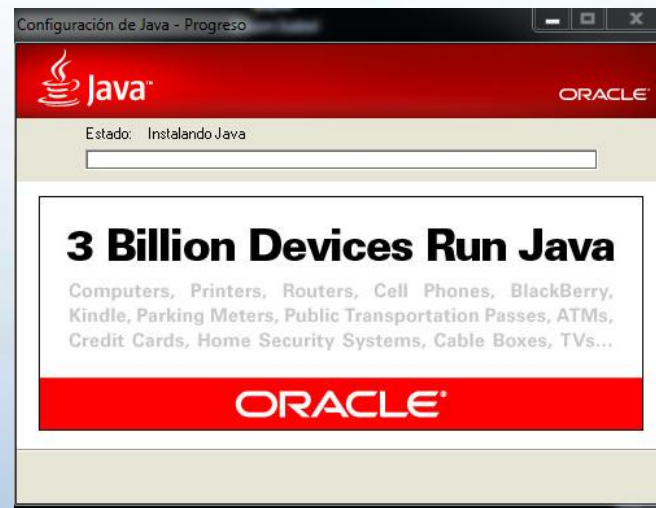 Configuración de Java - Progreso
Java™
ORACLE®
Estado: Instalando Java
3 Billion Devices Run Java
Computers, Printers, Routers, Cell Phones, BlackBerry,
Kindle, Parking Meters, Public Transportation Passes, ATMs,
Credit Cards, Home Security Systems, Cable Boxes, TVs...
ORACLE®